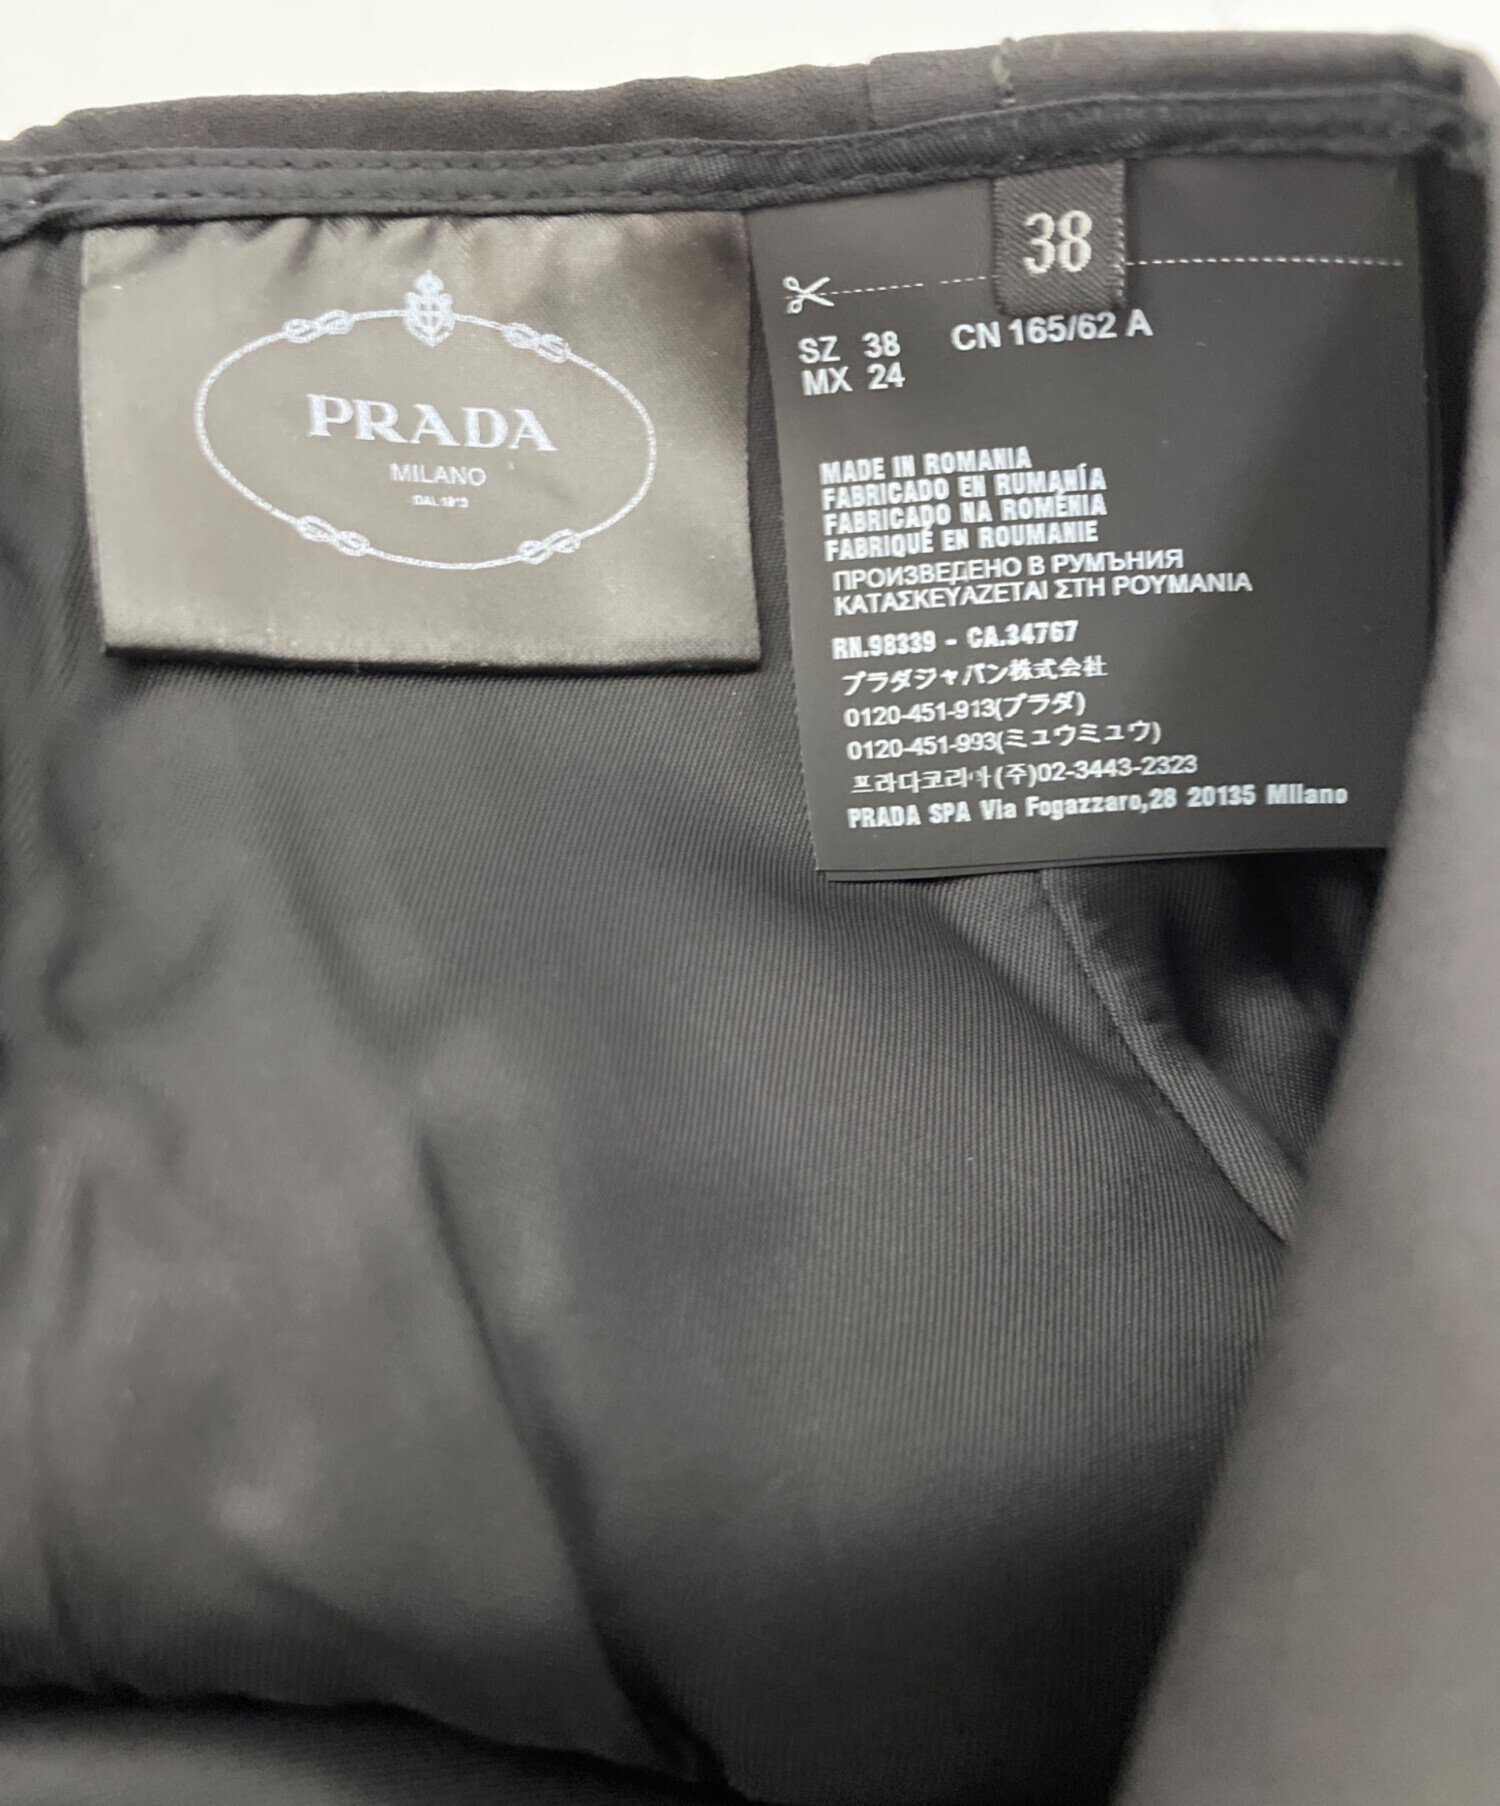 PRADA
MILANO
DAL 1913
38
SZ 38 CN 165/62 A
MX 24
MADE IN ROMANIA
FABRICADO EN RUMANÍA
FABRICADO NA ROMÉNIA
FABRIQUÉ EN ROUMANIE
ПРОИЗВЕДЕНО В РУМЪНИЯ
ΚΑΤΑΣΚΕΥΑΖΕΤΑΙ ΣΤΗ ΡΟΥΜΑΝΙΑ
RN.98339 - CA.34767
プラダジャパン株式会社
0120-451-913(プラダ)
0120-451-993(ミュウミュウ)
프라다코리아(주)02-3443-2323
PRADA SPA Via Fogazzaro,28 20135 Milano